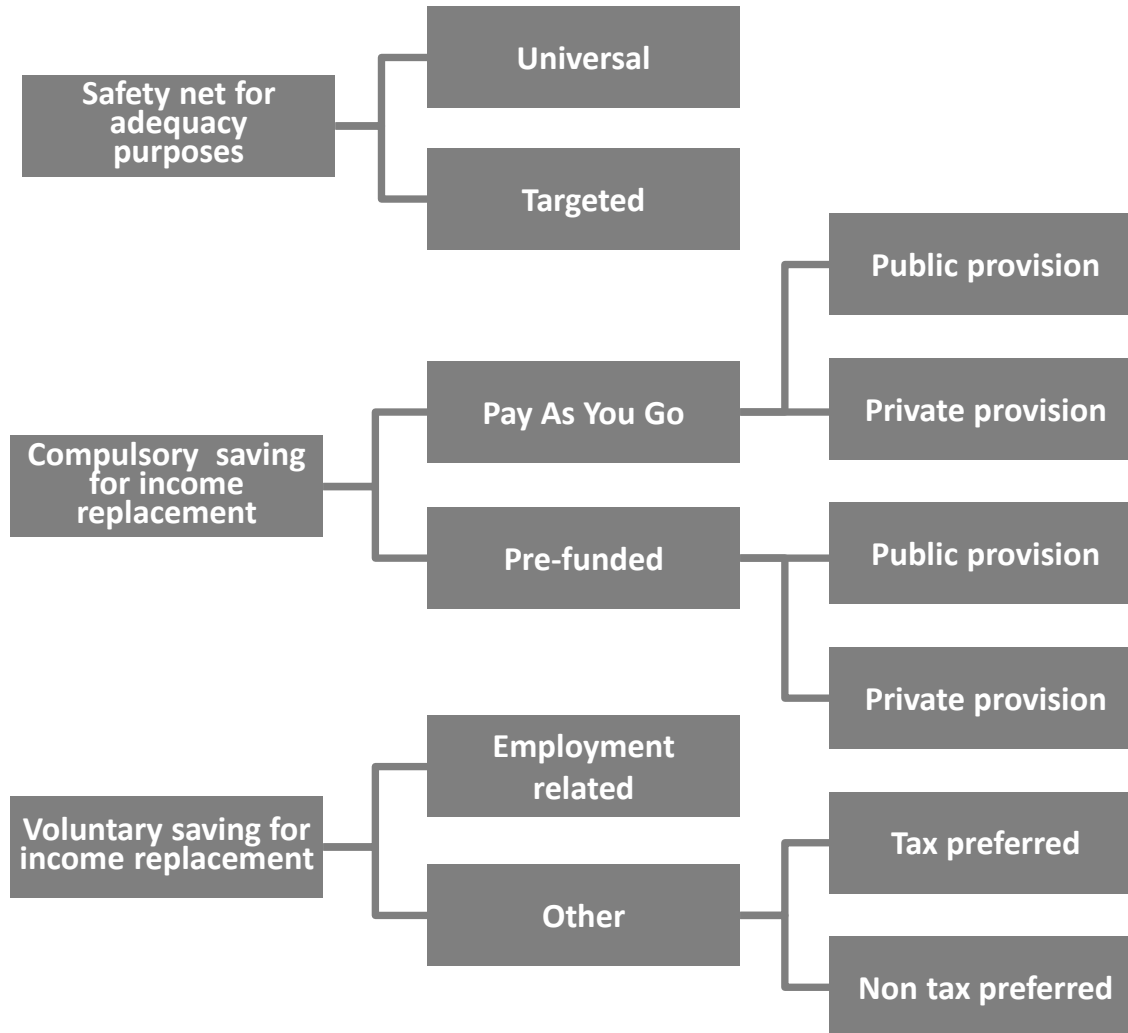 Safety net for
adequacy
purposes
Universal
Targeted
Compulsory saving
for income
replacement
Pay As You Go
Public provision
Private provision
Pre-funded
Public provision
Private provision
Voluntary saving for
income replacement
Employment
related
Other
Tax preferred
Non tax preferred